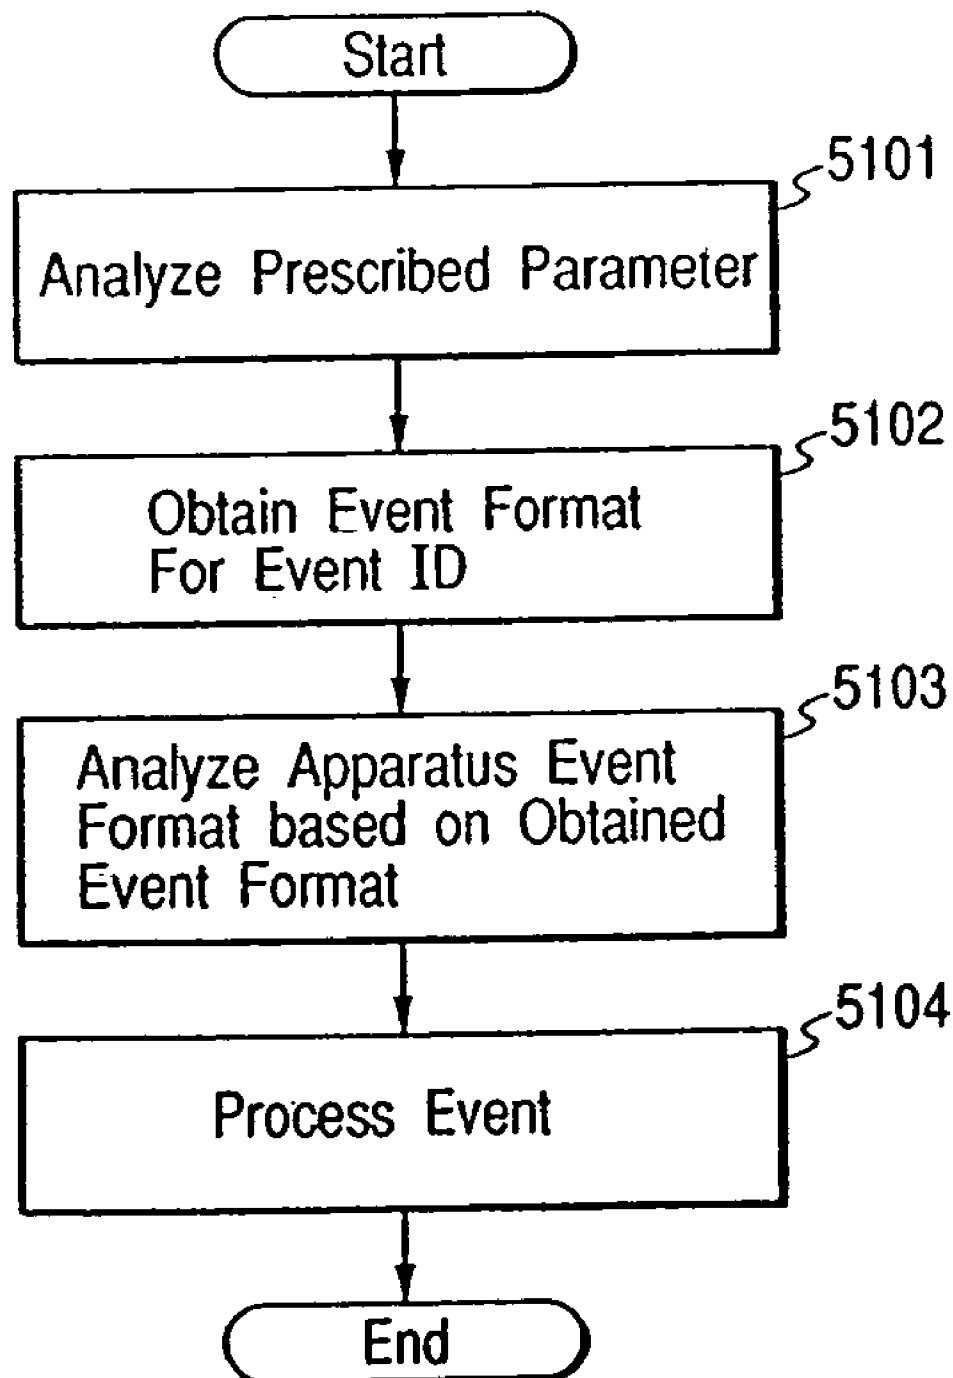 Start
5101
Analyze Prescribed Parameter
5102
Obtain Event Format
For Event ID
5103
Analyze Apparatus Event
Format based on Obtained
Event Format
5104
Process Event
End